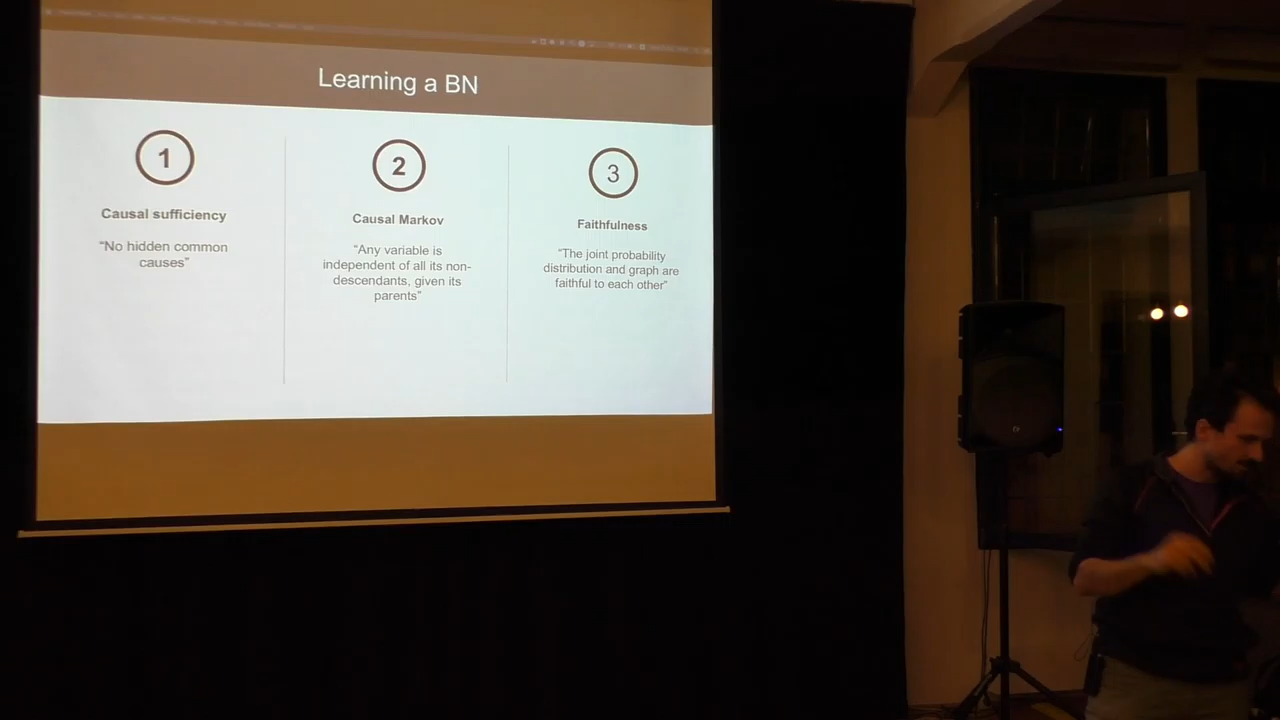 Learning a BN
1
Causal sufficiency
“No hidden common
causes”
2
Causal Markov
“Any variable is
independent of all its non-
descendants, given its
parents”
3
Faithfulness
“The joint probability
distribution and graph are
faithful to each other”